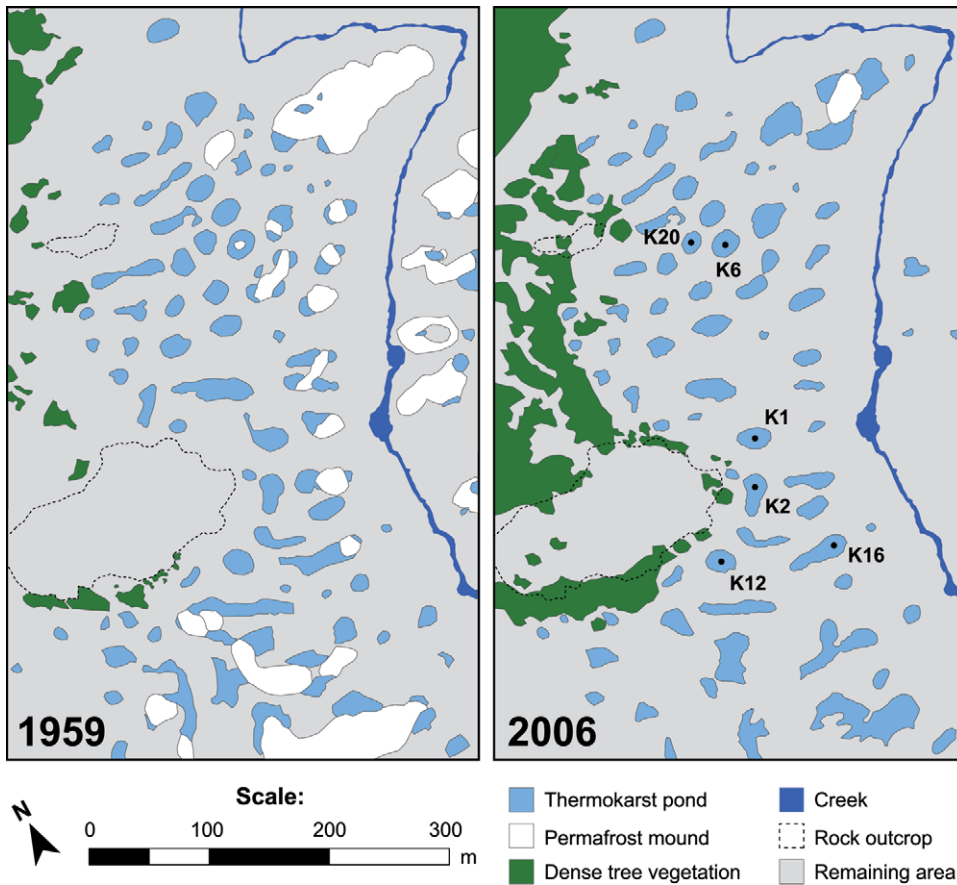 K20
K6
K1
K2
K16
K12
1959
2006
N
Scale:
0 100 200 300
m
Thermokarst pond
Permafrost mound
Dense tree vegetation
Creek
Rock outcrop
Remaining area